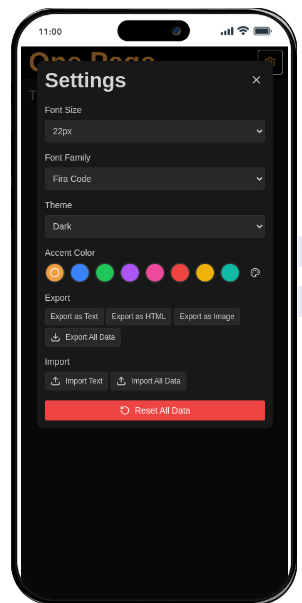 11:00
One Page
Settings
Font Size
22px
Font Family
Fira Code
Theme
Dark
Accent Color
Export
Export as Text Export as HTML Export as Image
Export All Data
Import
Import Text Import All Data
Reset All Data